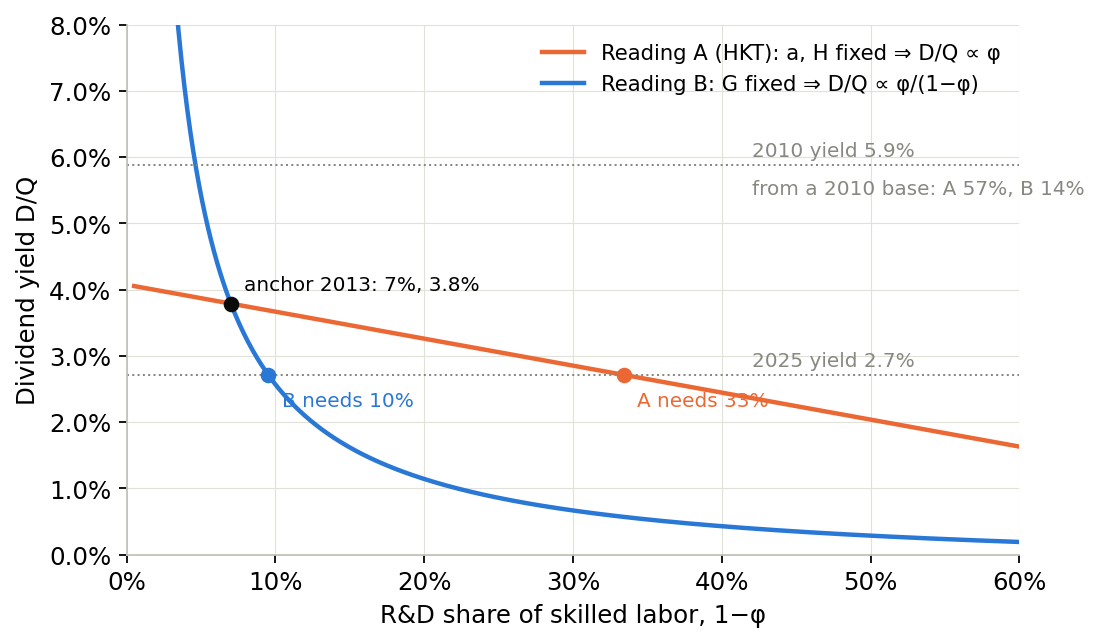 8.0%
7.0%
6.0%
5.0%
4.0%
3.0%
2.0%
1.0%
0.0%
Dividend yield D/Q
Reading A (HKT): a, H fixed ⇒ D/Q ∝ φ
Reading B: G fixed ⇒ D/Q ∝ φ/(1−φ)
2010 yield 5.9%
from a 2010 base: A 57%, B 14%
anchor 2013: 7%, 3.8%
2025 yield 2.7%
B needs 10%
A needs 33%
0%
10%
20%
30%
40%
50%
60%
R&D share of skilled labor, 1−φ